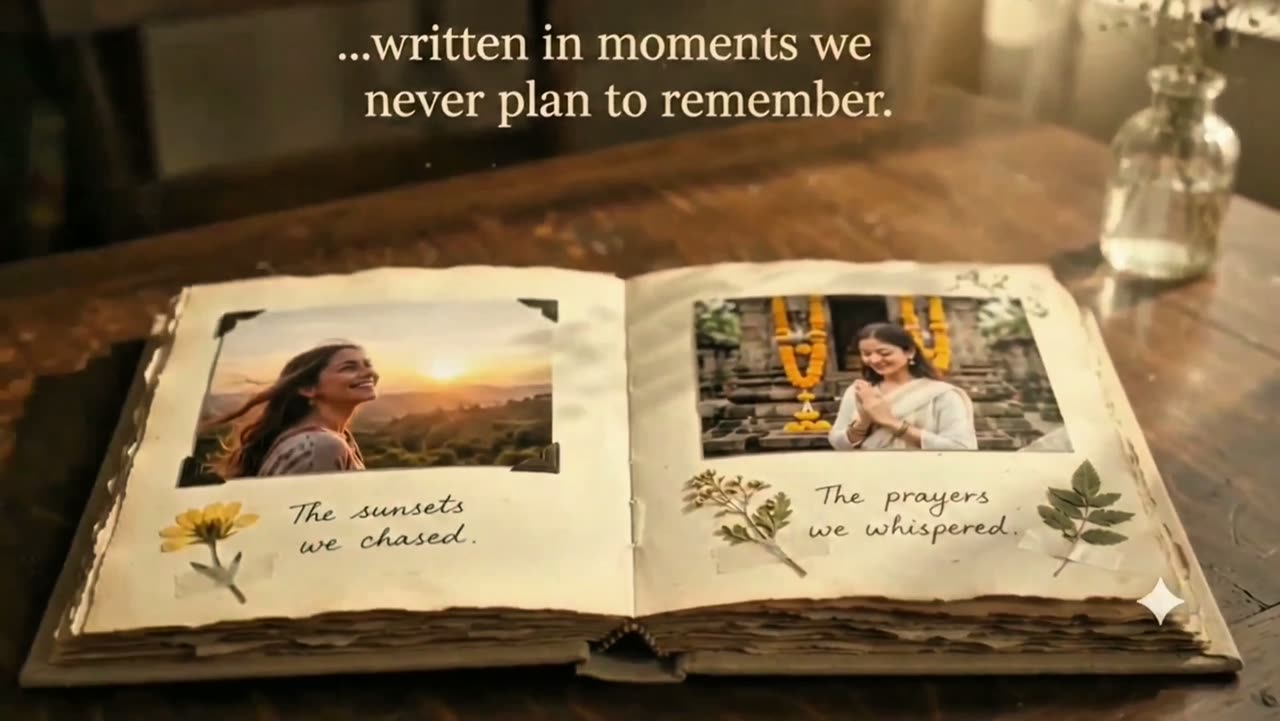 ...written in moments we
never plan to remember.
The sunsets
we chased.
The prayers
we whispered.